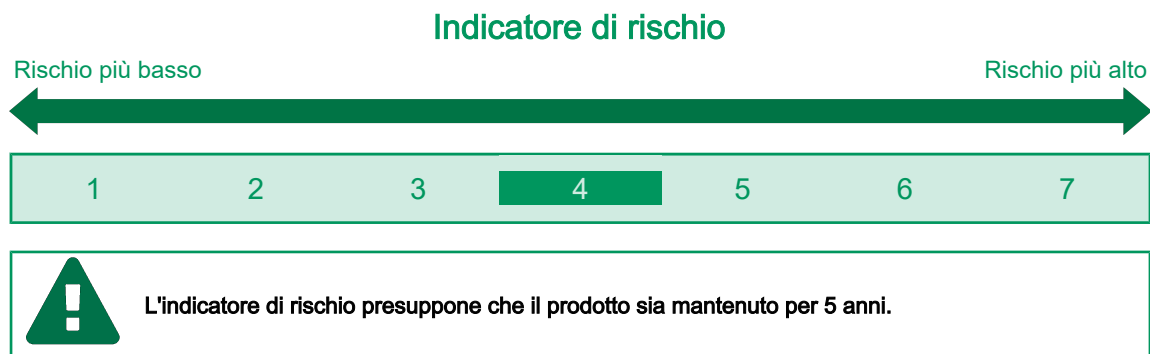 Indicatore di rischio
Rischio più basso Rischio più alto
1 2 3 4 5 6 7
L'indicatore di rischio presuppone che il prodotto sia mantenuto per 5 anni.